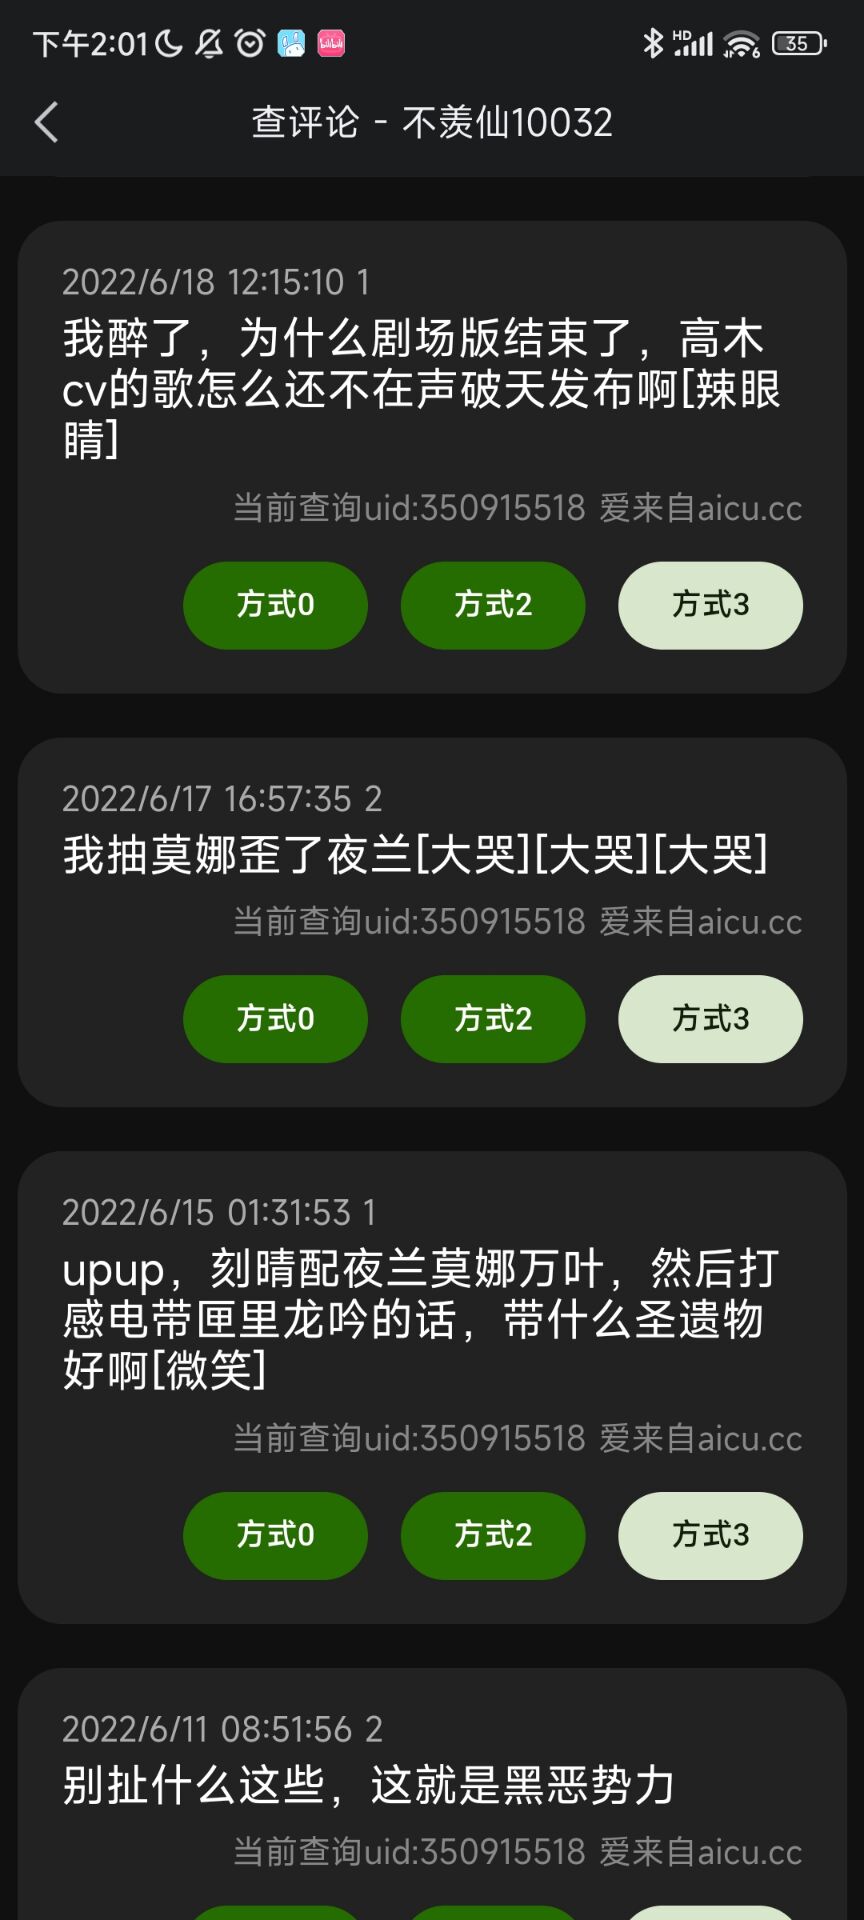 下午2:01 HD 6 35
查评论 - 不羡仙10032
2022/6/18 12:15:10 1
我醉了，为什么剧场版结束了，高木
cv的歌怎么还不在声破天发布啊[辣眼
睛]
当前查询uid:350915518 爱来自aicu.cc
方式0 方式2 方式3
2022/6/17 16:57:35 2
我抽莫娜歪了夜兰[大哭][大哭][大哭]
当前查询uid:350915518 爱来自aicu.cc
方式0 方式2 方式3
2022/6/15 01:31:53 1
upup，刻晴配夜兰莫娜万叶，然后打
感电带匣里龙吟的话，带什么圣遗物
好啊[微笑]
当前查询uid:350915518 爱来自aicu.cc
方式0 方式2 方式3
2022/6/11 08:51:56 2
别扯什么这些，这就是黑恶势力
当前查询uid:350915518 爱来自aicu.cc